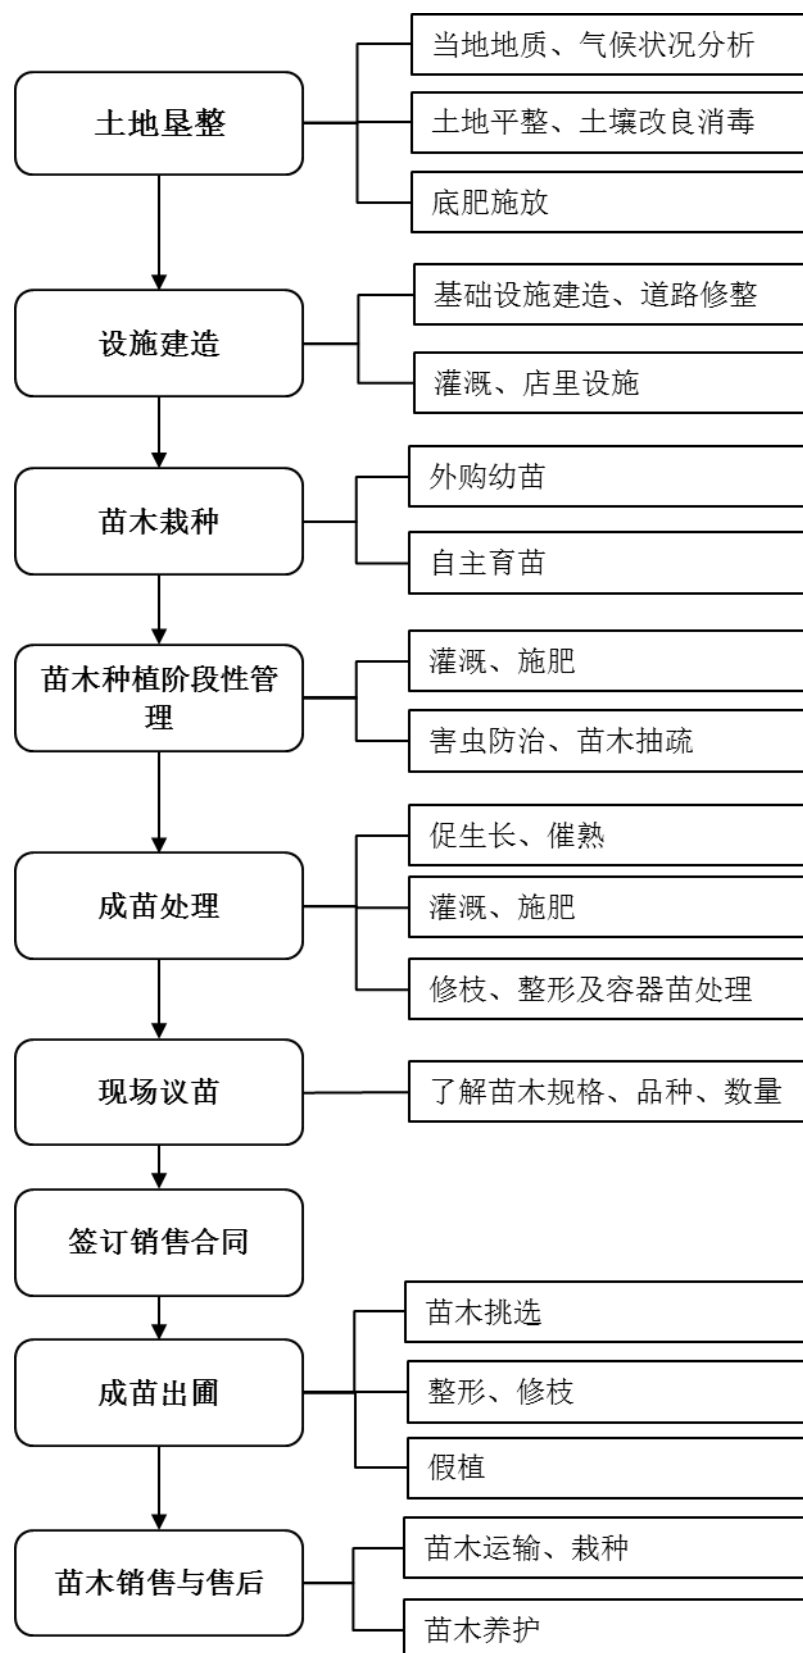 土地垦整
当地地质、气候状况分析
土地平整、土壤改良消毒
底肥施放
设施建造
基础设施建造、道路修整
灌溉、店里设施
苗木栽种
外购幼苗
自主育苗
苗木种植阶段性管
理
灌溉、施肥
害虫防治、苗木抽疏
成苗处理
促生长、催熟
灌溉、施肥
修枝、整形及容器苗处理
现场议苗
了解苗木规格、品种、数量
签订销售合同
成苗出圃
苗木挑选
整形、修枝
假植
苗木销售与售后
苗木运输、栽种
苗木养护